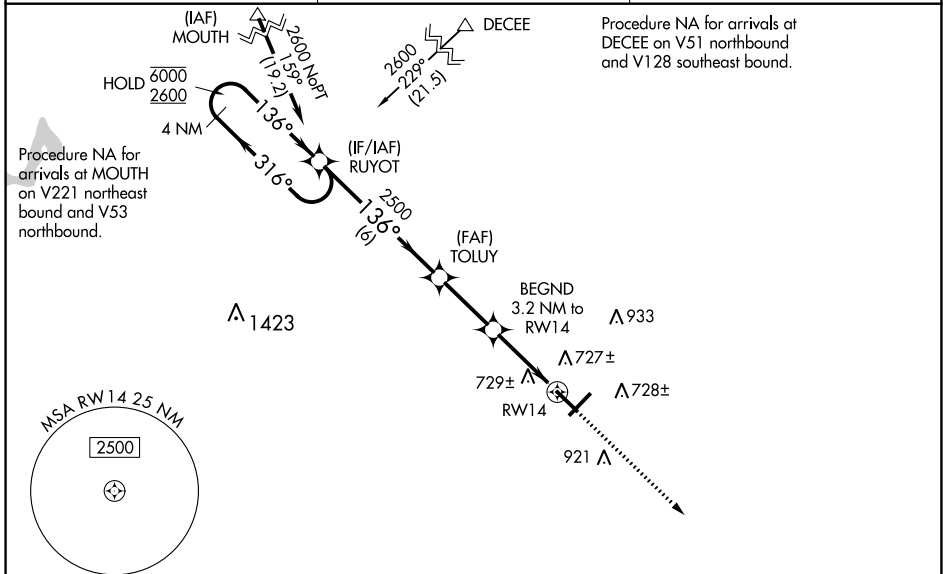 (IAF)
MOUTH
2600 NoPT
159°
(19.2)
DECEE
2600
229°
(21.5)
Procedure NA for arrivals at
DECEE on V51 northbound
and V128 southeast bound.
HOLD 6000
2600
4 NM
136°
316°
(IF/IAF)
RUYOT
Procedure NA for
arrivals at MOUTH
on V221 northeast
bound and V53
northbound.
2500
136°
(6)
(FAF)
TOLUY
BEGND
3.2 NM to
RW14
1423
933
727±
729±
728±
RW14
921
MSA RW14 25 NM
2500